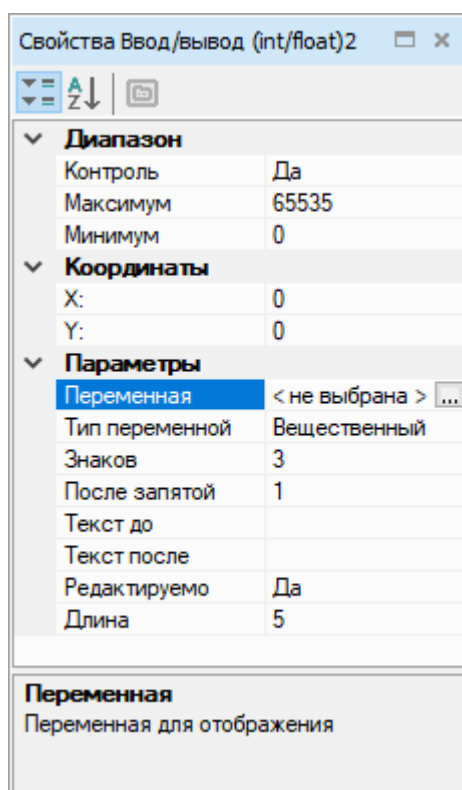 Свойства Ввод/вывод (int/float)2
Диапазон
Контроль Да
Максимум 65535
Минимум 0
Координаты
X: 0
Y: 0
Параметры
Переменная < не выбрана > ...
Тип переменной Вещественный
Знаков 3
После запятой 1
Текст до
Текст после
Редактируемо Да
Длина 5
Переменная
Переменная для отображения